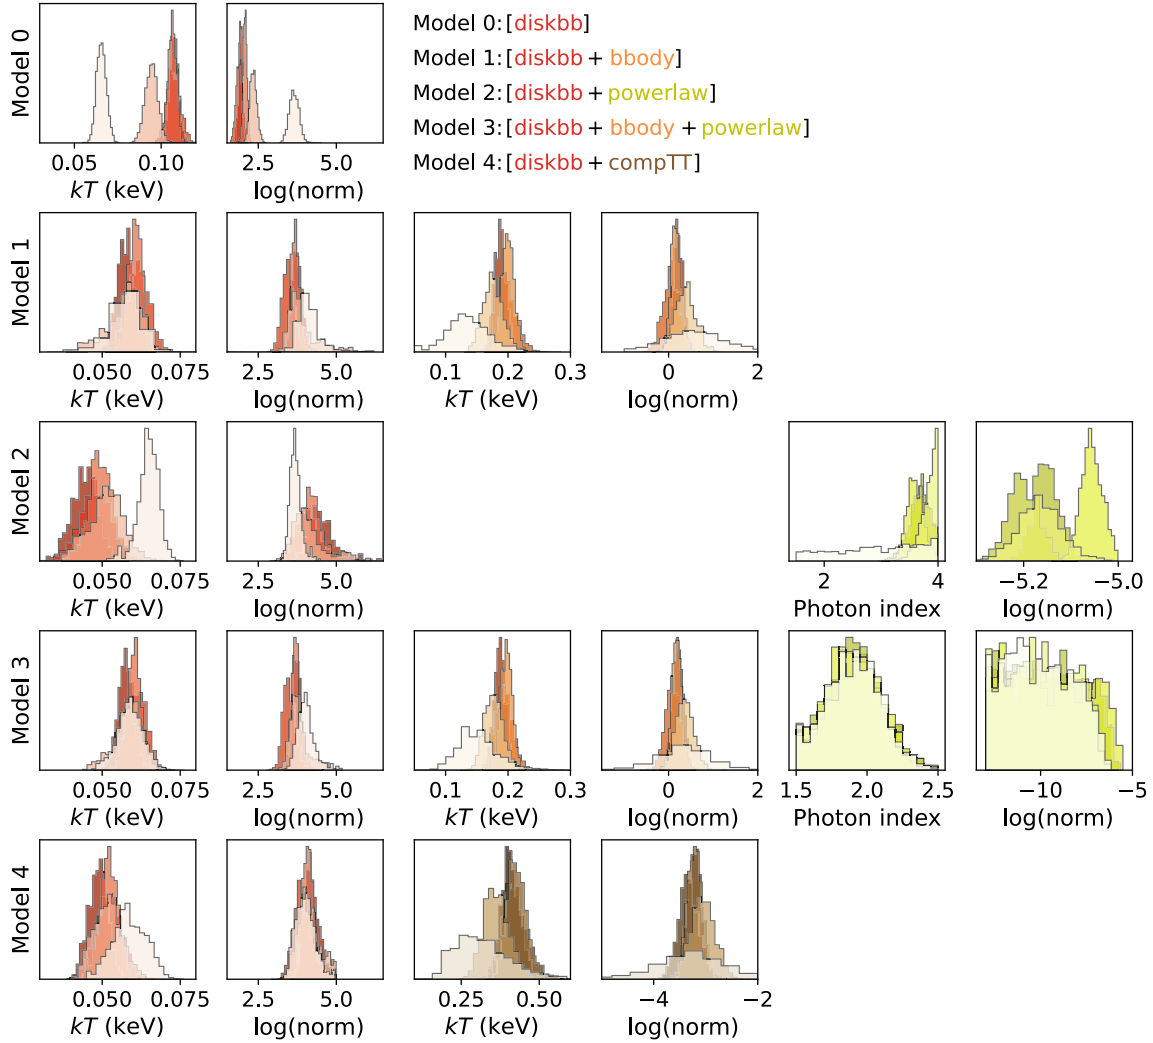 Model 0
0.05 0.10
kT (keV)
2.5 5.0
log(norm)
Model 0: [diskbb]
Model 1: [diskbb + bbody]
Model 2: [diskbb + powerlaw]
Model 3: [diskbb + bbody + powerlaw]
Model 4: [diskbb + compTT]
Model 1
0.050 0.075
kT (keV)
2.5 5.0
log(norm)
0.1 0.2 0.3
kT (keV)
0 2
log(norm)
Model 2
0.050 0.075
kT (keV)
2.5 5.0
log(norm)
2 4
Photon index
−5.2 −5.0
log(norm)
Model 3
0.050 0.075
kT (keV)
2.5 5.0
log(norm)
0.1 0.2 0.3
kT (keV)
0 2
log(norm)
1.5 2.0 2.5
Photon index
−10 −5
log(norm)
Model 4
0.050 0.075
kT (keV)
2.5 5.0
log(norm)
0.25 0.50
kT (keV)
−4 −2
log(norm)